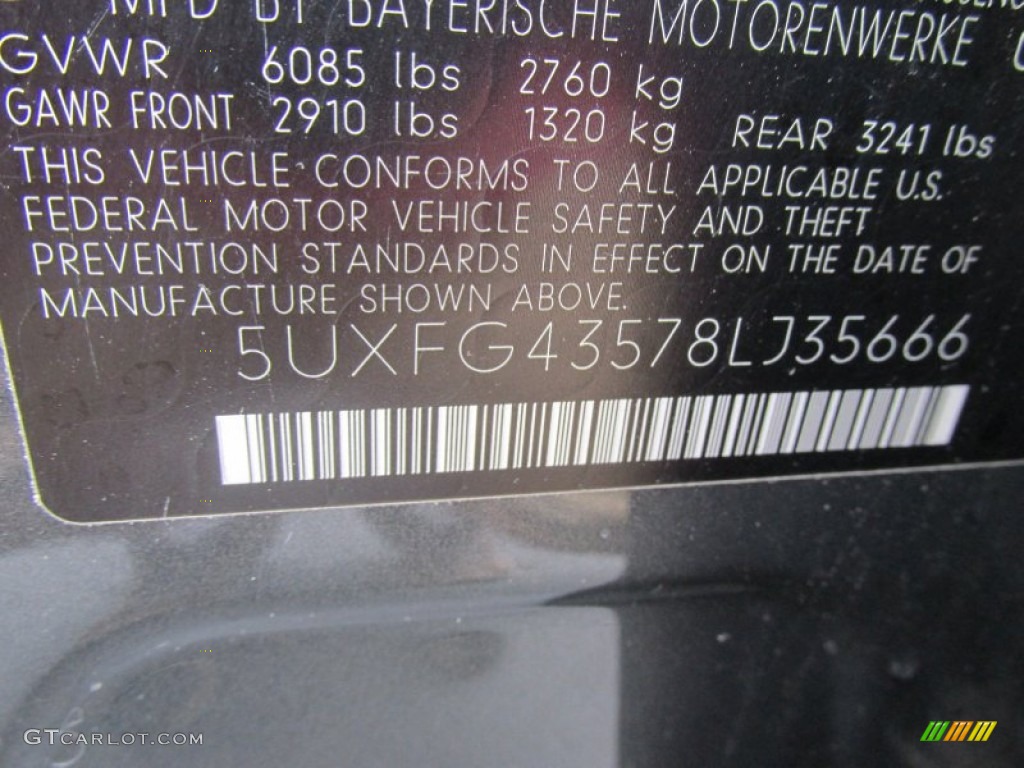 MFD BY BAYERISCHE MOTORENWERKE
GVWR 6085 lbs 2760 kg
GAWR FRONT 2910 lbs 1320 kg REAR 3241 lbs
THIS VEHICLE CONFORMS TO ALL APPLICABLE U.S.
FEDERAL MOTOR VEHICLE SAFETY AND THEFT
PREVENTION STANDARDS IN EFFECT ON THE DATE OF
MANUFACTURE SHOWN ABOVE.
5UXFG43578LJ35666
GTCARLOT.COM